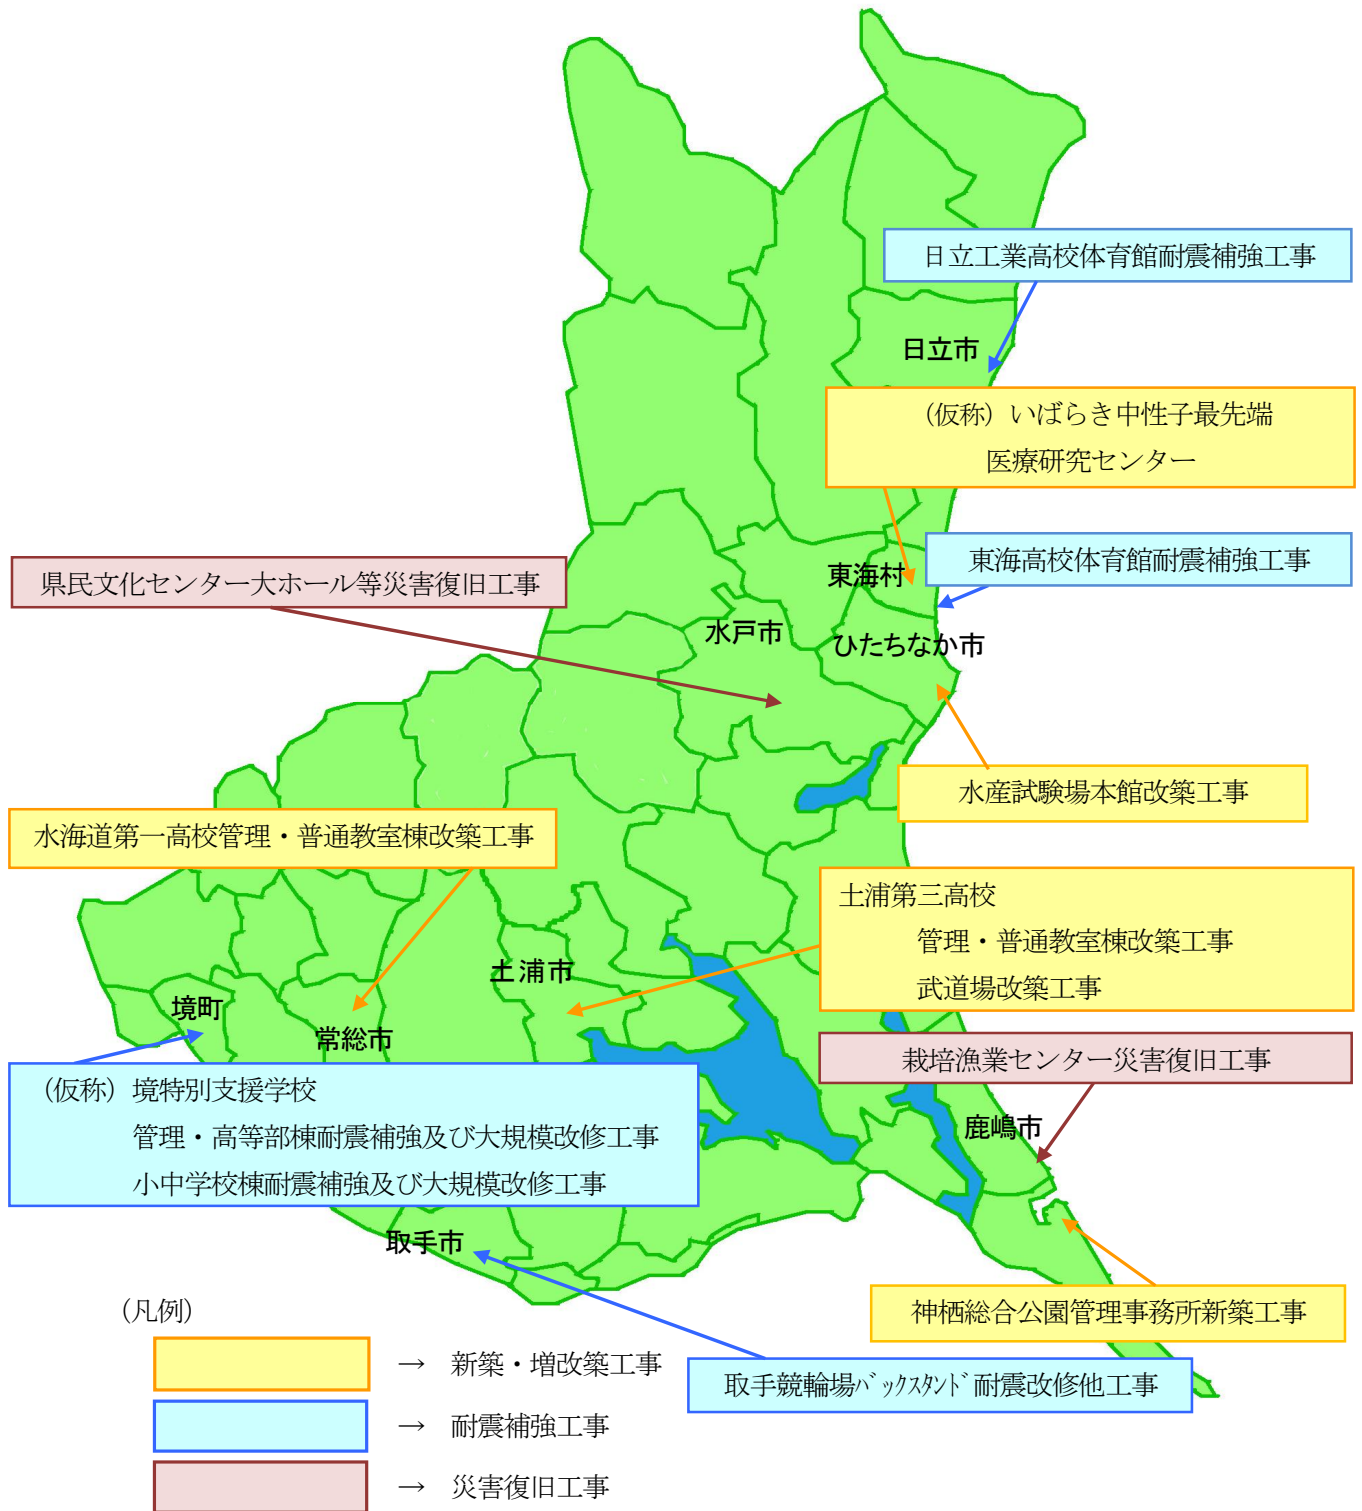 日立工業高校体育館耐震補強工事
日立市
（仮称）いばらき中性子最先端
医療研究センター
東海高校体育館耐震補強工事
県民文化センター大ホール等災害復旧工事
東海村
水戸市
ひたちなか市
水産試験場本館改築工事
水海道第一高校管理・普通教室棟改築工事
土浦第三高校
管理・普通教室棟改築工事
武道場改築工事
土浦市
境町
常総市
栽培漁業センター災害復旧工事
（仮称）境特別支援学校
管理・高等部棟耐震補強及び大規模改修工事
小中学校棟耐震補強及び大規模改修工事
鹿嶋市
取手市
神栖総合公園管理事務所新築工事
取手競輪場ﾊﾞｯｸｽﾀﾝﾄﾞ耐震改修他工事
（凡例）
→ 新築・増改築工事
→ 耐震補強工事
→ 災害復旧工事